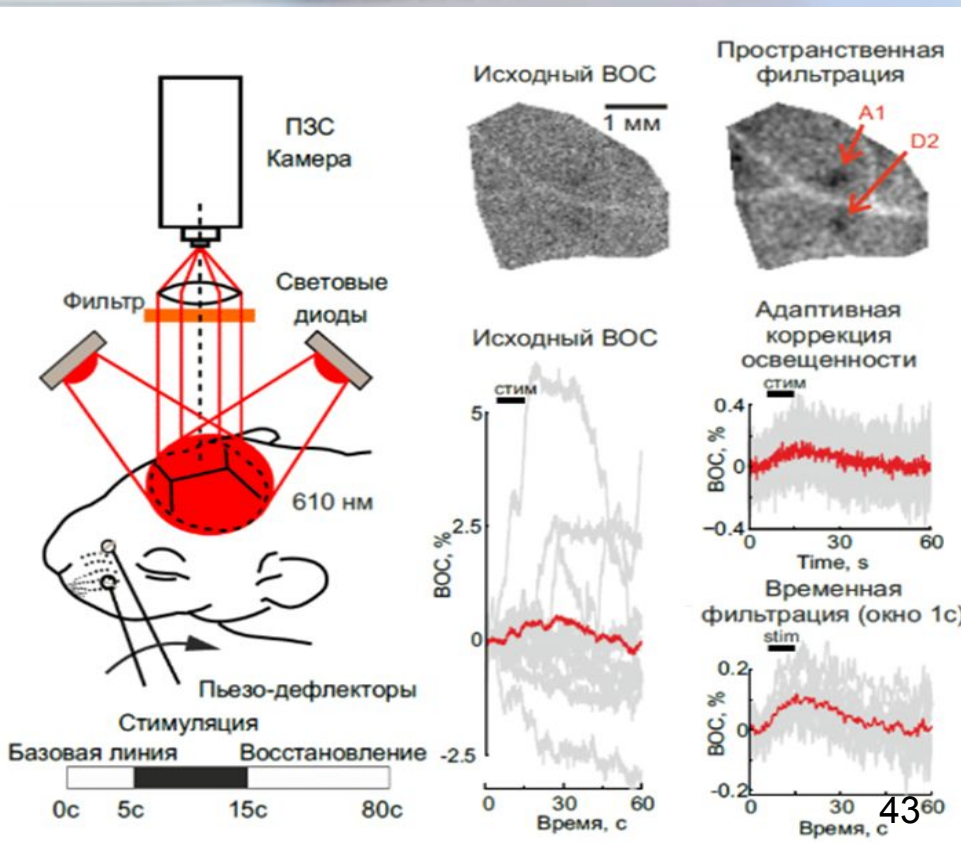 ПЗС
Камера
Фильтр
Световые
диоды
610 нм
Пьезо-дефлекторы
Стимуляция
Базовая линия
Восстановление
0с
5с
15с
80с
Исходный ВОС
1 мм
Пространственная
фильтрация
A1
D2
Исходный ВОС
стим
ВОС, %
5
2.5
0
-2.5
0
30
60
Время, с
Адаптивная
коррекция
освещенности
стим
ВОС, %
0.4
0
−0.4
0
30
60
Time, s
Временная
фильтрация (окно 1с)
stim
ВОС, %
0.2
0
-0.2
0
30
60
Время, с
43